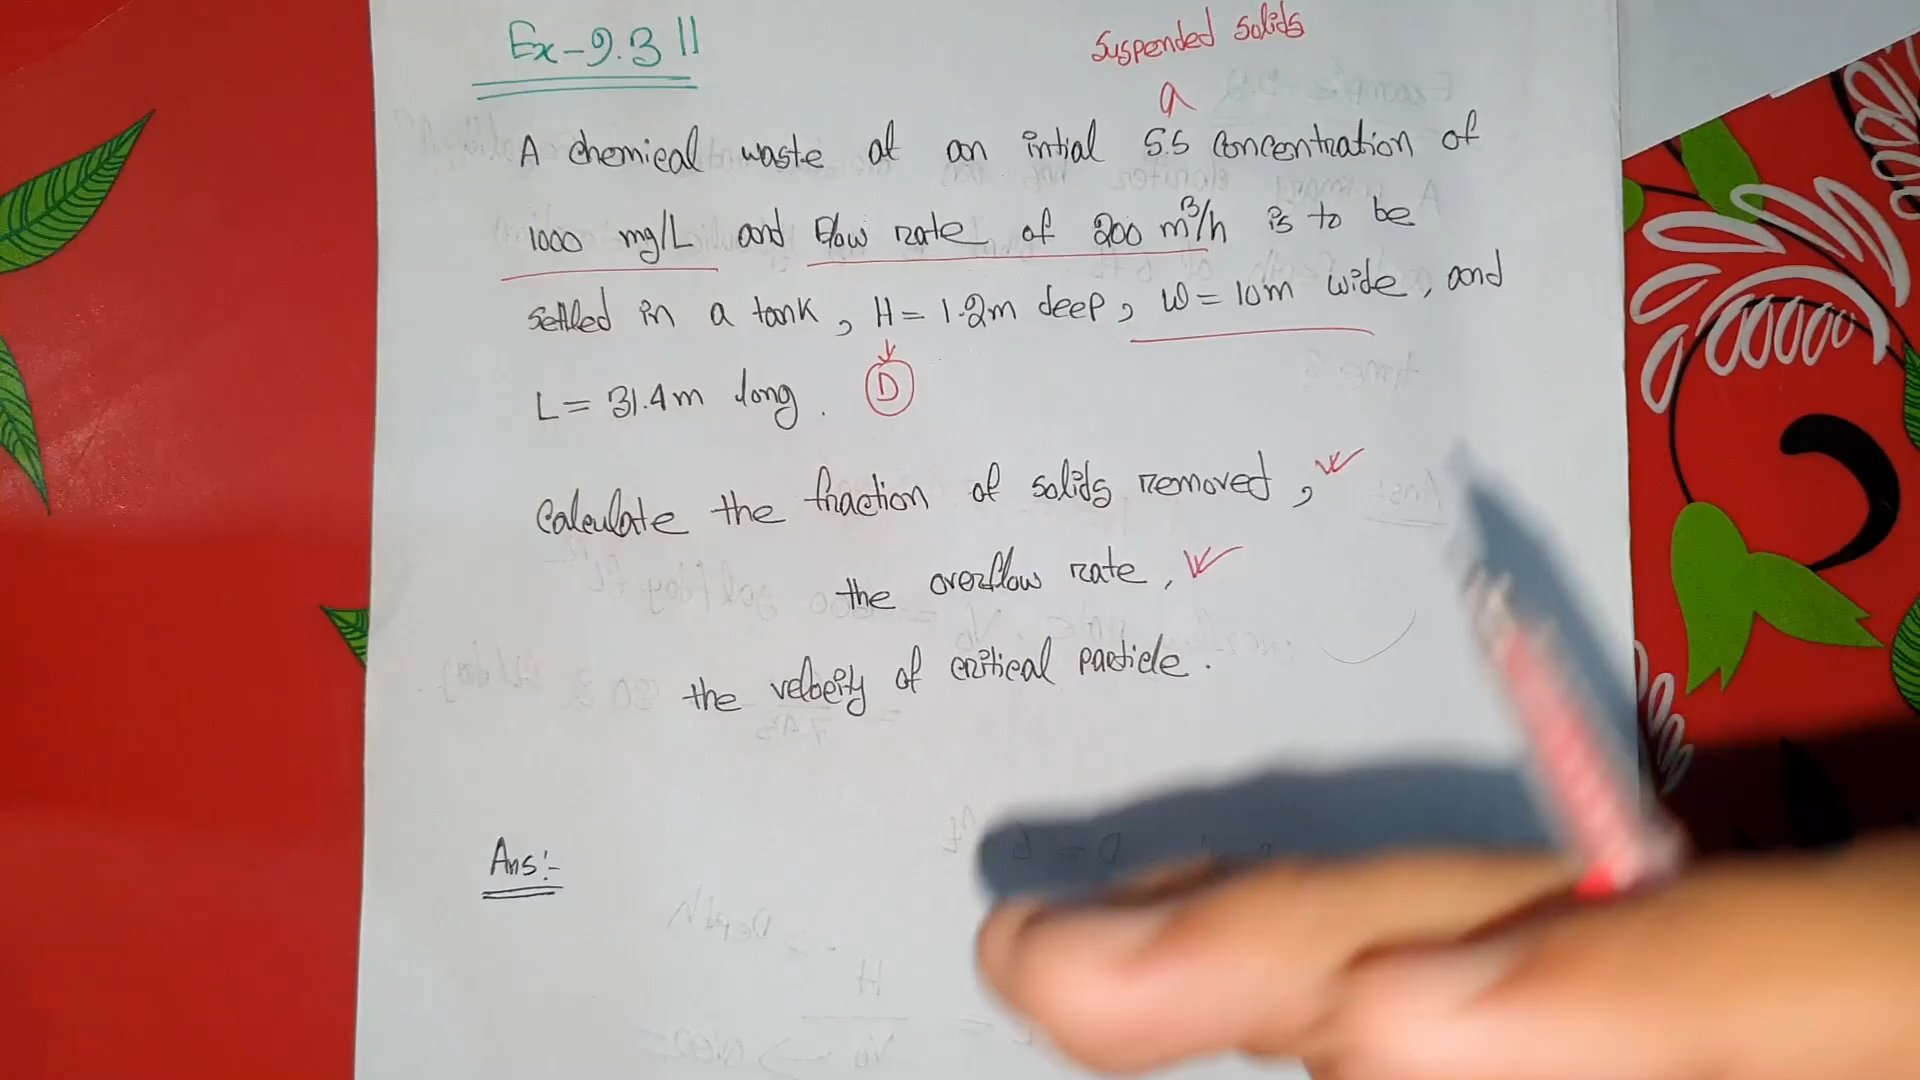 Ex-9.3
Suspended solids
A chemical waste at an intial S.S Concentration of
1000 mg/L and Flow rate of 200 m³/h is to be
settled in a tank, H = 1.2m deep, W = 10m wide, and
L = 31.4m long.
D
Calculate the fraction of solids removed,
the overflow rate,
the velocity of critical particle.
Ans:-